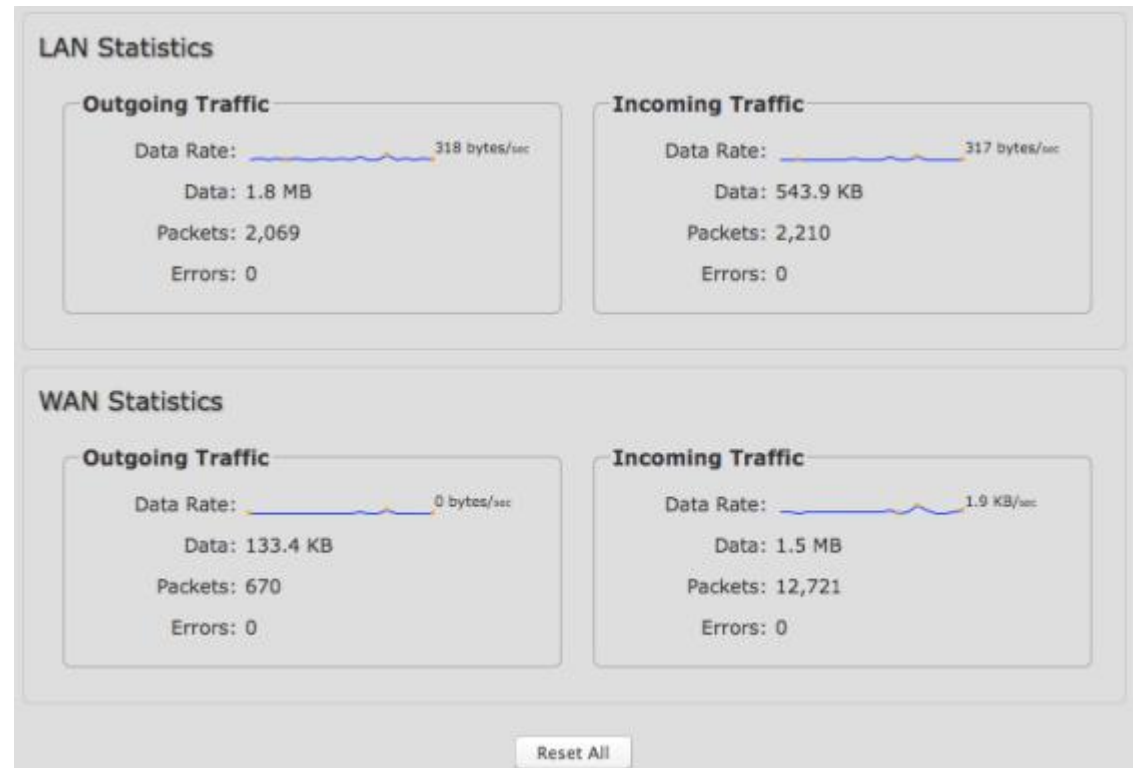 LAN Statistics
Outgoing Traffic
Data Rate: 318 bytes/sec
Data: 1.8 MB
Packets: 2,069
Errors: 0
Incoming Traffic
Data Rate: 317 bytes/sec
Data: 543.9 KB
Packets: 2,210
Errors: 0
WAN Statistics
Outgoing Traffic
Data Rate: 0 bytes/sec
Data: 133.4 KB
Packets: 670
Errors: 0
Incoming Traffic
Data Rate: 1.9 KB/sec
Data: 1.5 MB
Packets: 12,721
Errors: 0
Reset All